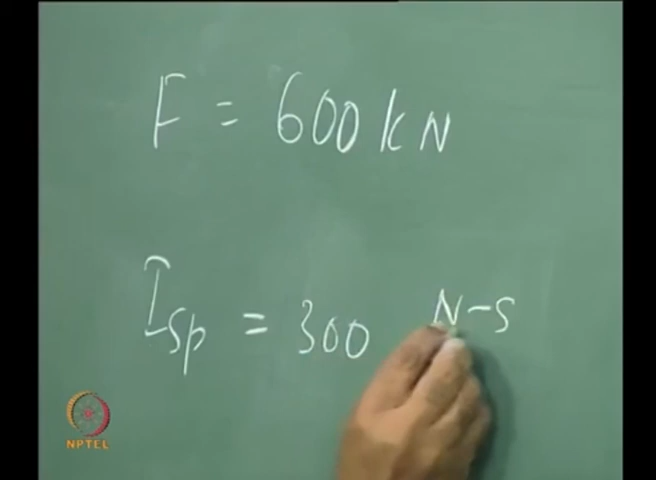 F = 600 kN
Isp = 300 N-s
NPTEL